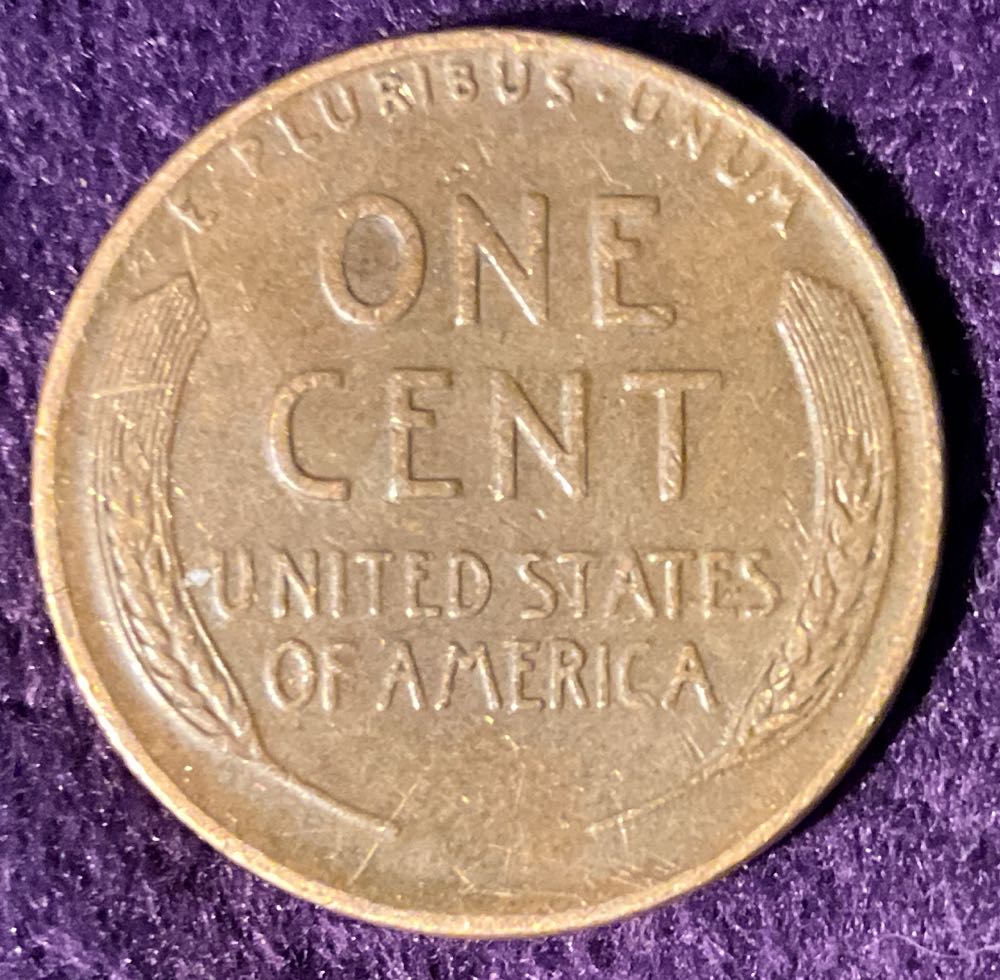 E·PLURIBUS·UNUM
ONE
CENT
UNITED STATES
OF AMERICA